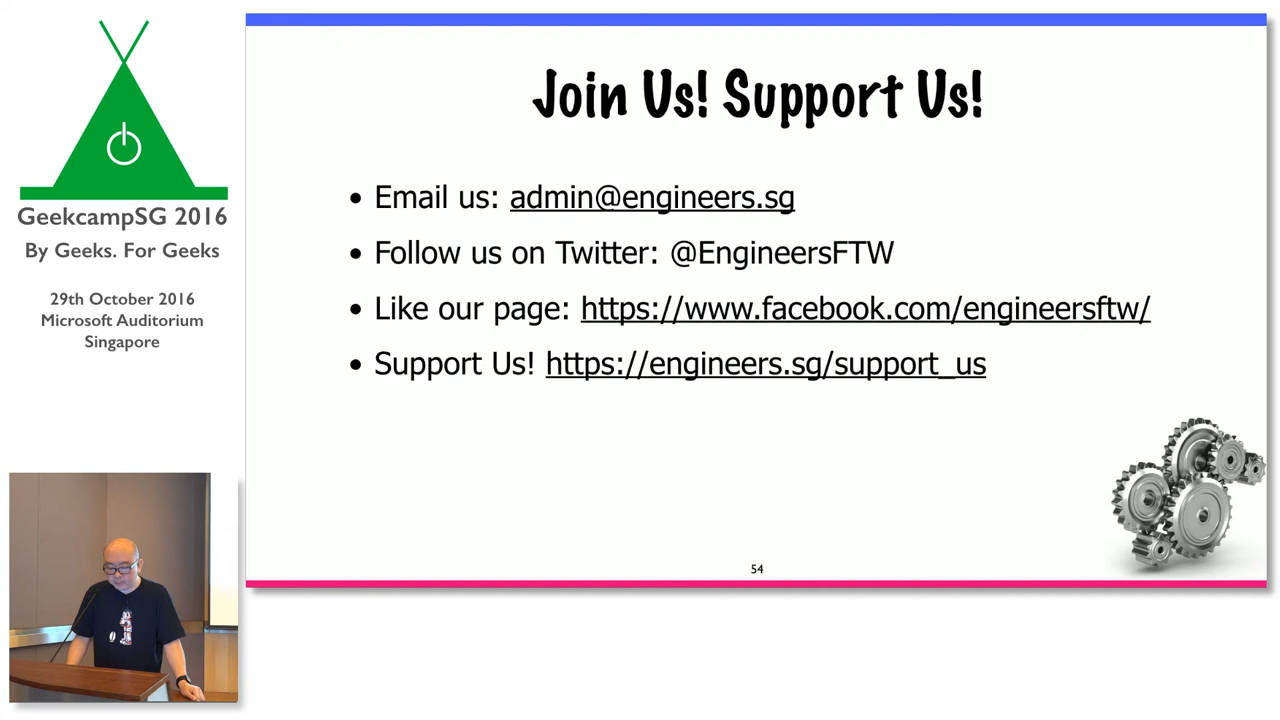 GeekcampSG 2016
By Geeks. For Geeks
29th October 2016
Microsoft Auditorium
Singapore
Join Us! Support Us!
• Email us: admin@engineers.sg
• Follow us on Twitter: @EngineersFTW
• Like our page: https://www.facebook.com/engineersftw/
• Support Us! https://engineers.sg/support_us
54